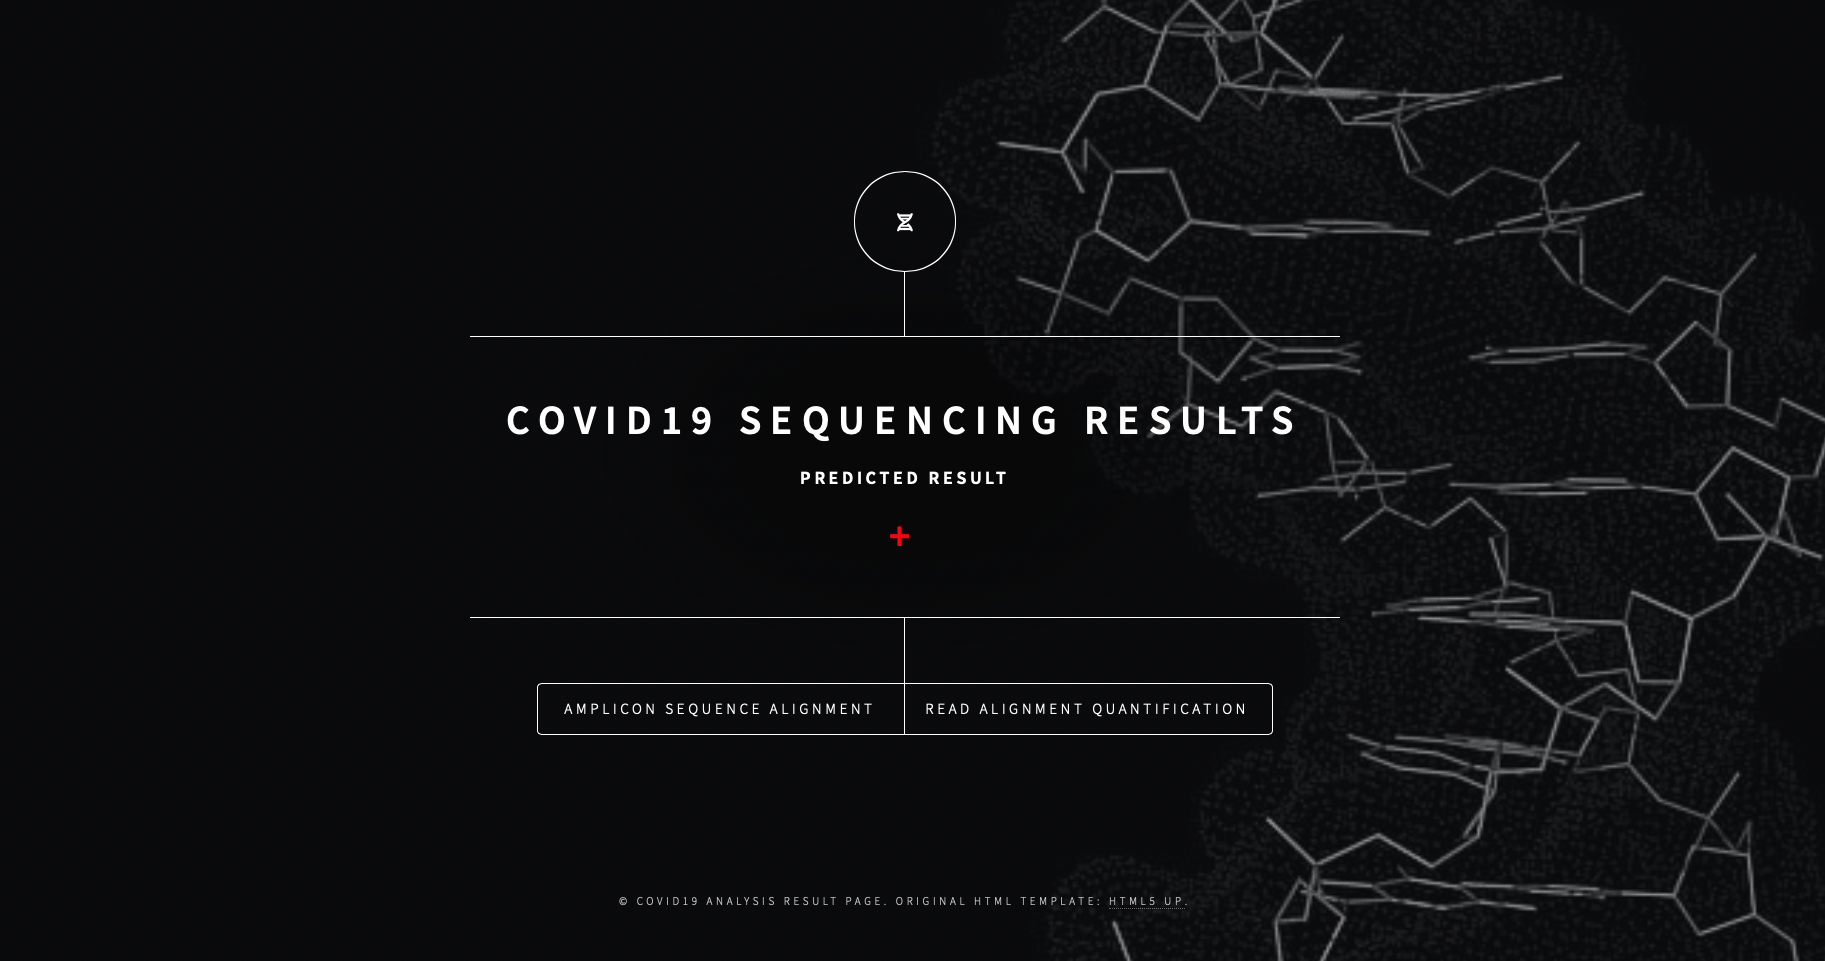 COVID19 SEQUENCING RESULTS
PREDICTED RESULT
+
AMPLICON SEQUENCE ALIGNMENT
READ ALIGNMENT QUANTIFICATION
© COVID19 ANALYSIS RESULT PAGE. ORIGINAL HTML TEMPLATE: HTML5 UP.